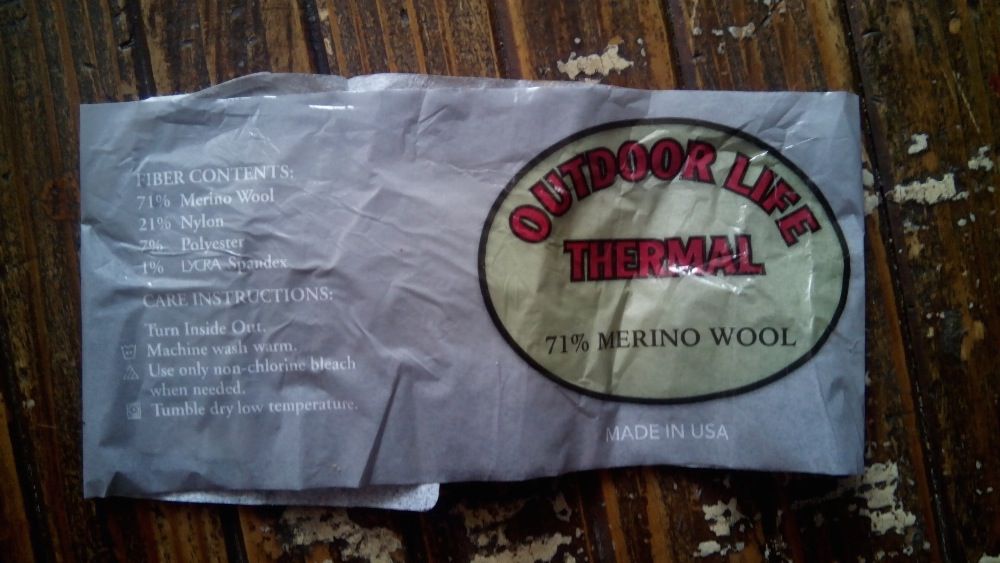 FIBER CONTENTS:
71% Merino Wool
21% Nylon
7% Polyester
1% LYCRA Spandex
CARE INSTRUCTIONS:
Turn Inside Out.
Machine wash warm.
Use only non-chlorine bleach
when needed.
Tumble dry low temperature.
OUTDOOR LIFE
THERMAL
71% MERINO WOOL
MADE IN USA